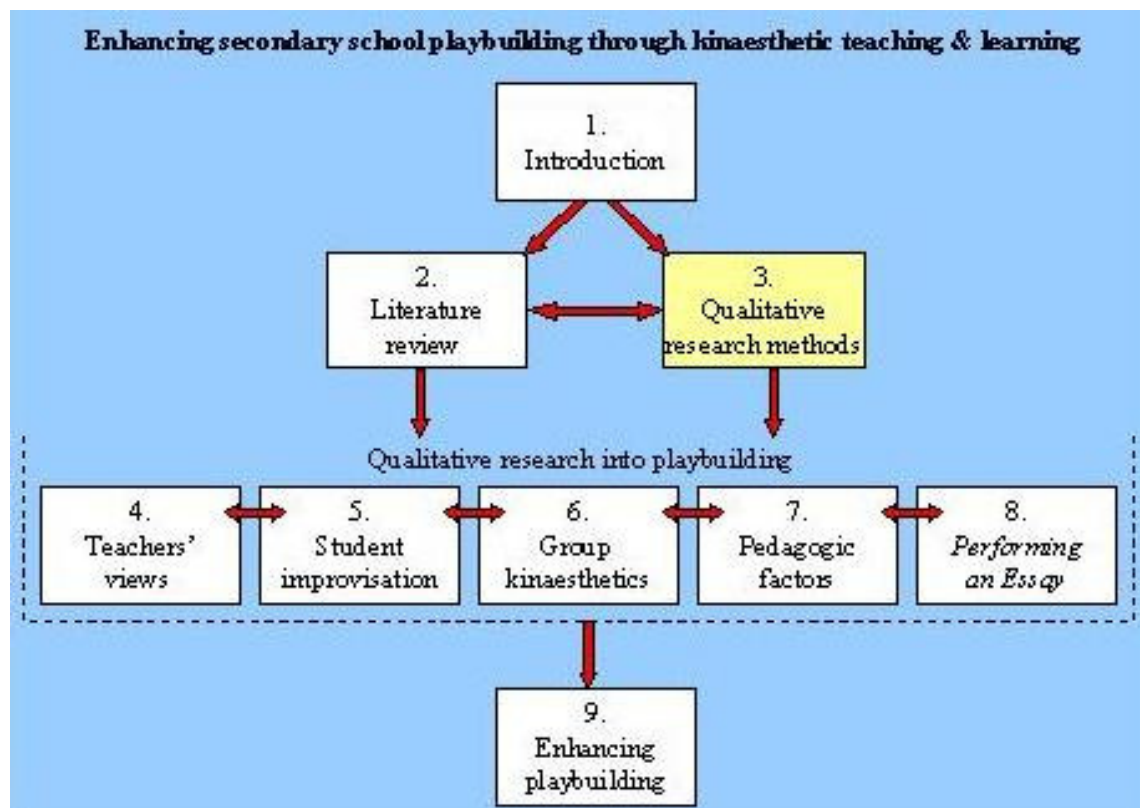 Enhancing secondary school playbuilding through kinaesthetic teaching & learning
1.
Introduction
2.
Literature
review
3.
Qualitative
research methods
Qualitative research into playbuilding
4.
Teachers’
views
5.
Student
improvisation
6.
Group
kinaesthetics
7.
Pedagogic
factors
8.
Performing
an Essay
9.
Enhancing
playbuilding